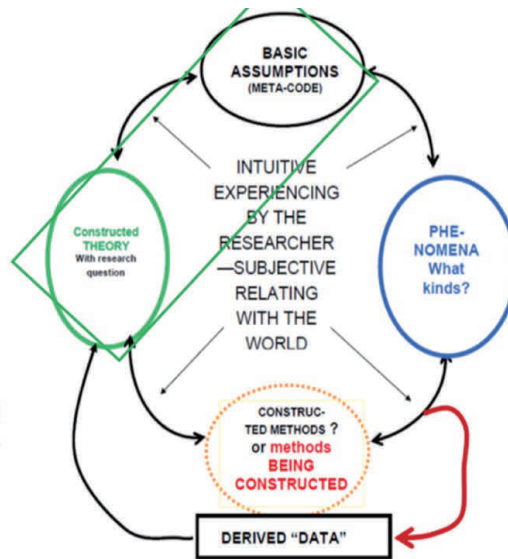 BASIC
ASSUMPTIONS
(META-CODE)
INTUITIVE
EXPERIENCING
BY THE
RESEARCHER
—SUBJECTIVE
RELATING
WITH THE
WORLD
Constructed
THEORY
With research
question
PHE-
NOMENA
What
kinds?
CONSTRUC-
TED METHODS ?
or methods
BEING
CONSTRUCTED
DERIVED “DATA”